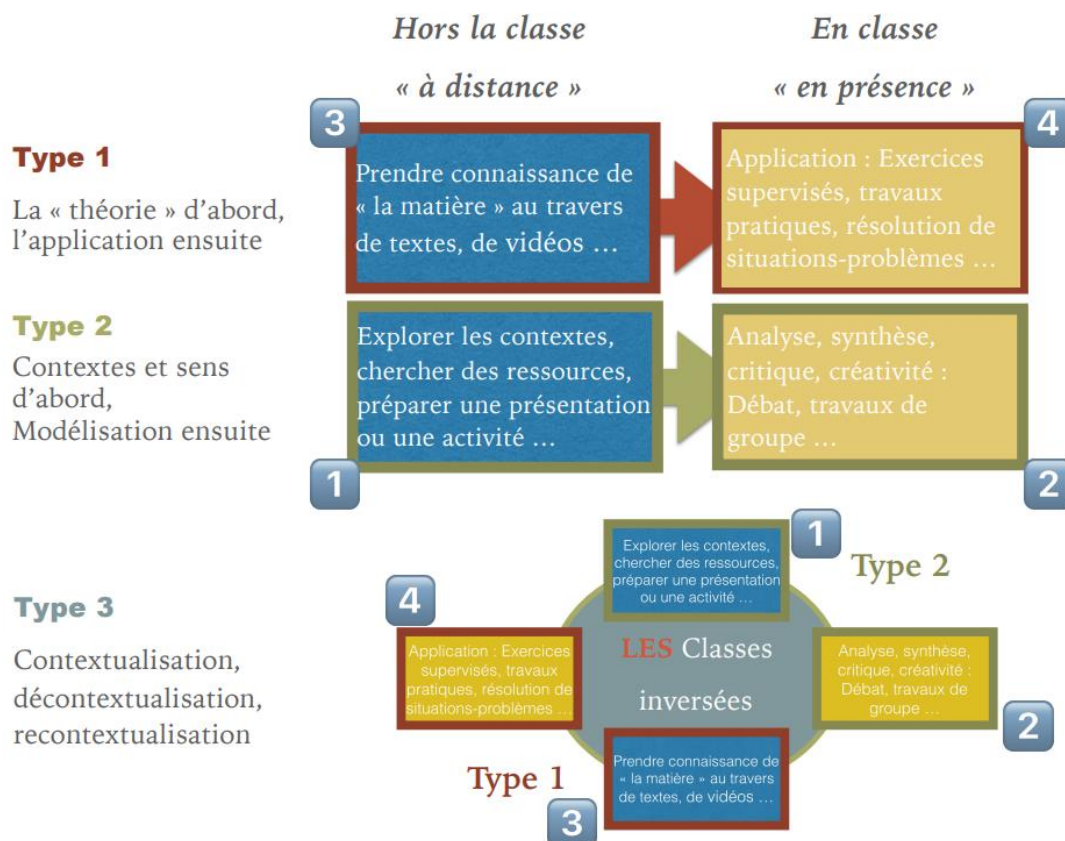 Hors la classe
« à distance »
En classe
« en présence »
Type 1
La « théorie » d'abord,
l'application ensuite
3
Prendre connaissance de
« la matière » au travers
de textes, de vidéos ...
4
Application : Exercices
supervisés, travaux
pratiques, résolution de
situations-problèmes ...
Type 2
Contextes et sens
d'abord,
Modélisation ensuite
Explorer les contextes,
chercher des ressources,
préparer une présentation
ou une activité ...
1
Analyse, synthèse,
critique, créativité :
Débat, travaux de
groupe ...
2
Type 3
Contextualisation,
décontextualisation,
recontextualisation
Explorer les contextes,
chercher des ressources,
préparer une présentation
ou une activité ...
1
Type 2
4
Application : Exercices
supervisés, travaux
pratiques, résolution de
situations-problèmes ...
LES Classes
inversées
Analyse, synthèse,
critique, créativité :
Débat, travaux de
groupe ...
2
Type 1
Prendre connaissance de
« la matière » au travers
de textes, de vidéos ...
3